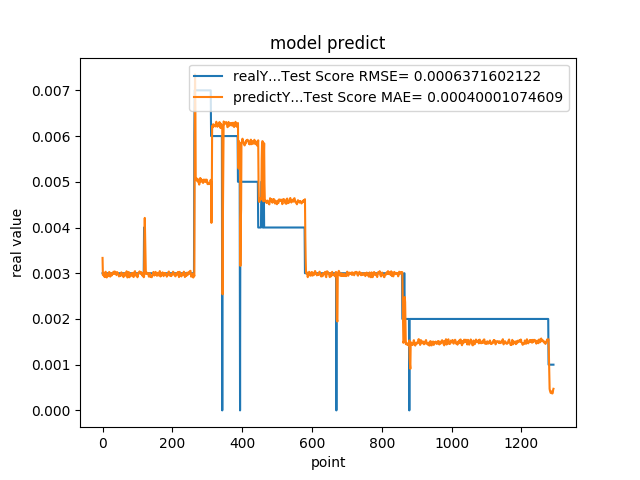 model predict
realY...Test Score RMSE= 0.0006371602122
predictY...Test Score MAE= 0.00040001074609
0.007
0.006
0.005
0.004
0.003
0.002
0.001
0.000
real value
0 200 400 600 800 1000 1200
point